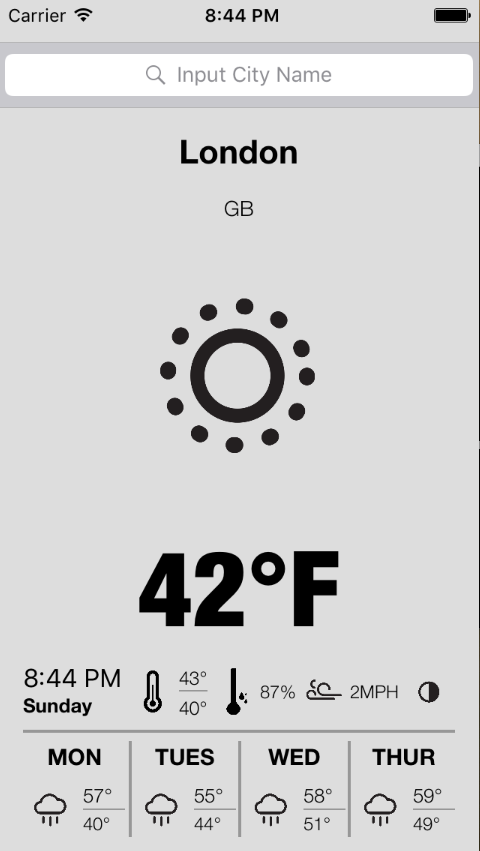 Carrier 8:44 PM
Input City Name
London
GB
42°F
8:44 PM 43° 87% 2MPH
Sunday 40°
MON TUES WED THUR
57° 55° 58° 59°
40° 44° 51° 49°